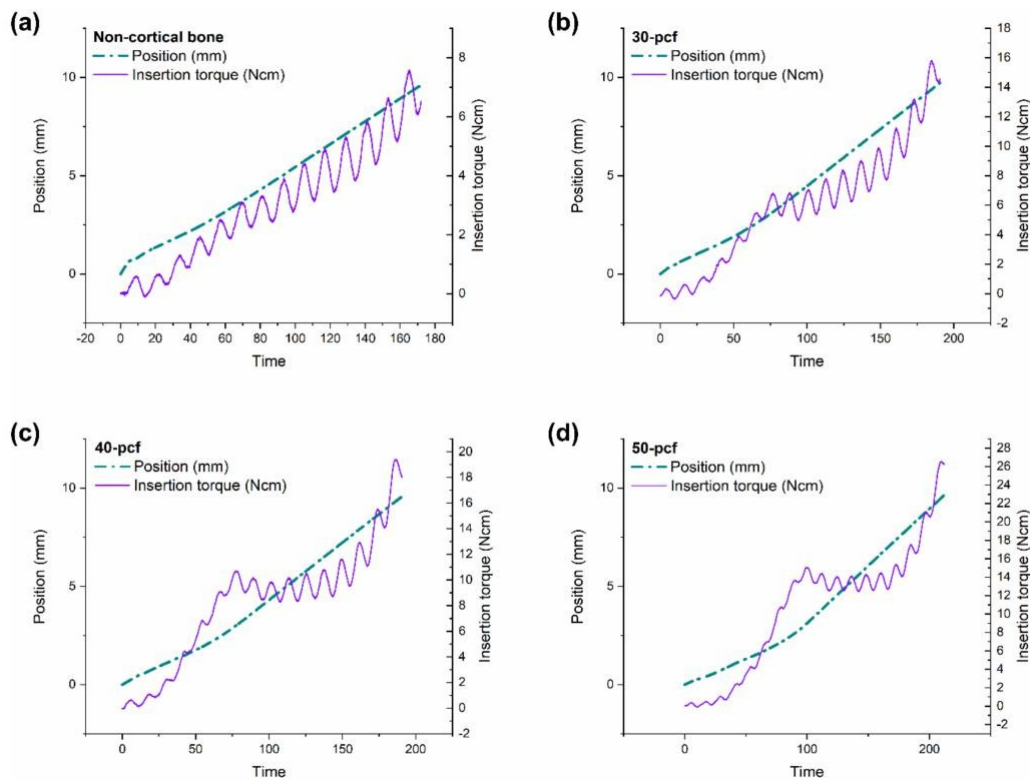 (a)
Non-cortical bone
Position (mm)
Insertion torque (Ncm)
10
5
0
Position (mm)
8
6
4
2
0
Insertion torque (Ncm)
-20 0 20 40 60 80 100 120 140 160 180
Time
(b)
30-pcf
Position (mm)
Insertion torque (Ncm)
10
5
0
Position (mm)
18
16
14
12
10
8
6
4
2
0
-2
Insertion torque (Ncm)
0 50 100 150 200
Time
(c)
40-pcf
Position (mm)
Insertion torque (Ncm)
10
5
0
Position (mm)
20
18
16
14
12
10
8
6
4
2
0
-2
Insertion torque (Ncm)
0 50 100 150 200
Time
(d)
50-pcf
Position (mm)
Insertion torque (Ncm)
10
5
0
Position (mm)
28
26
24
22
20
18
16
14
12
10
8
6
4
2
0
-2
Insertion torque (Ncm)
0 50 100 150 200
Time